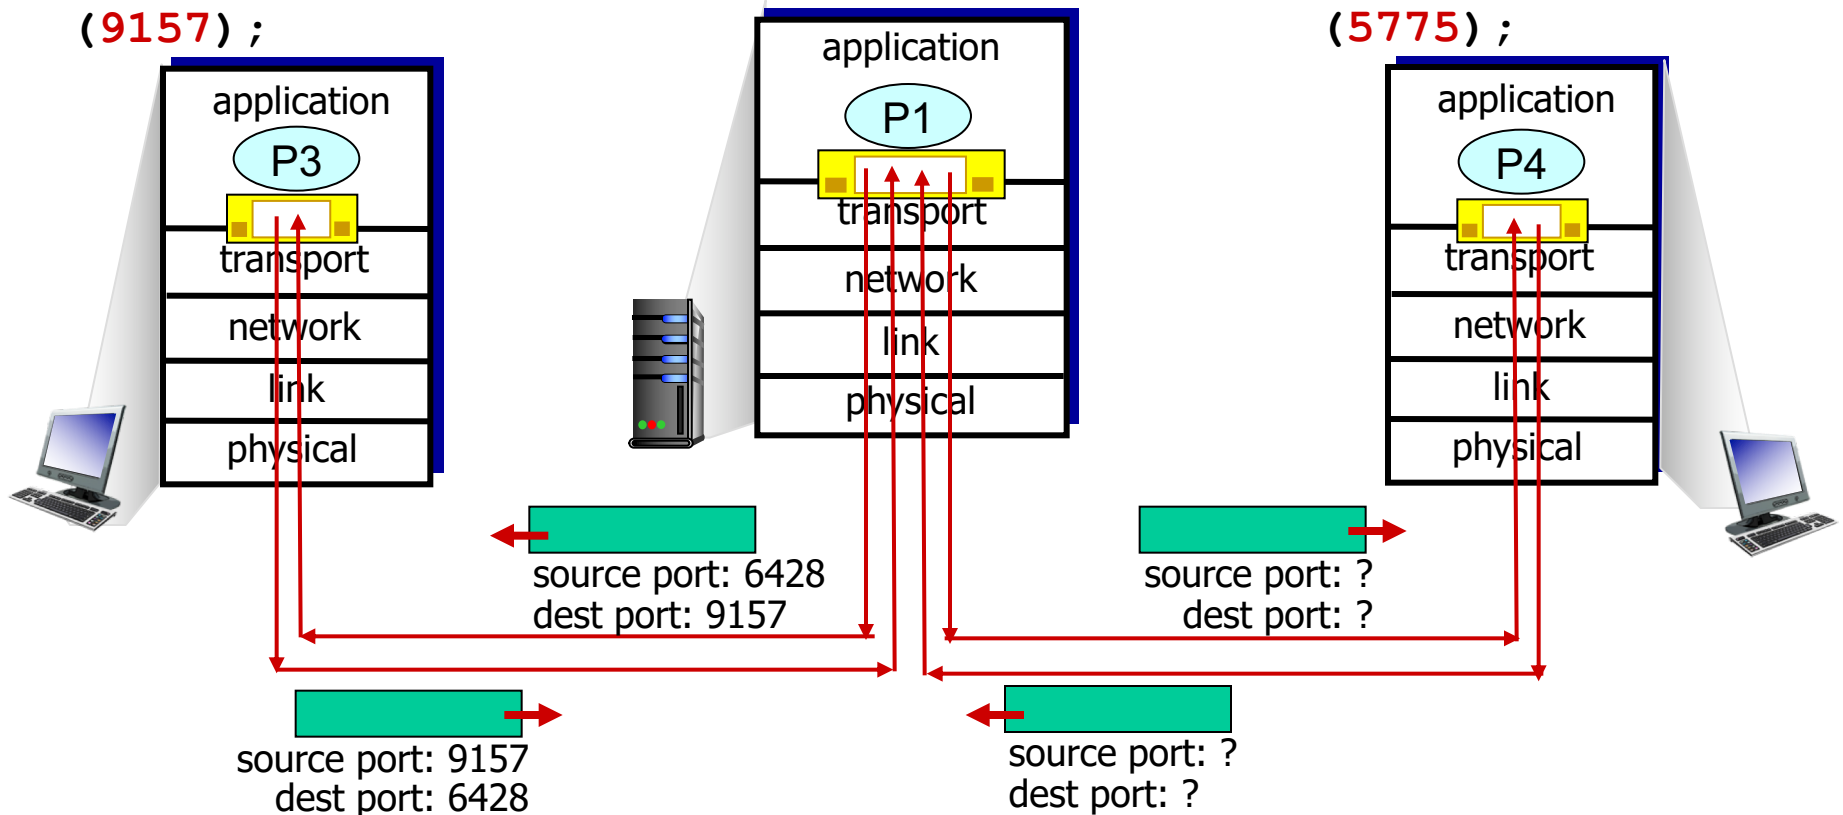 (9157);
application
P3
transport
network
link
physical
application
P1
transport
network
link
physical
(5775);
application
P4
transport
network
link
physical
source port: 6428
dest port: 9157
source port: ?
dest port: ?
source port: 9157
dest port: 6428
source port: ?
dest port: ?